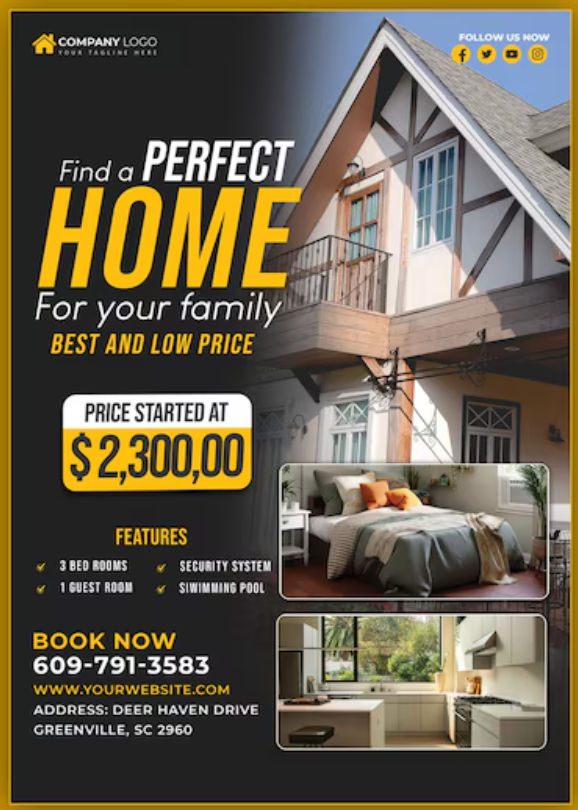 COMPANY LOGO
YOUR TAGLINE HERE
FOLLOW US NOW
Find a PERFECT
HOME
For your family
BEST AND LOW PRICE
PRICE STARTED AT
$2,300,00
FEATURES
3 BED ROOMS
SECURITY SYSTEM
1 GUEST ROOM
SIWIMMING POOL
BOOK NOW
609-791-3583
WWW.YOURWEBSITE.COM
ADDRESS: DEER HAVEN DRIVE
GREENVILLE, SC 2960